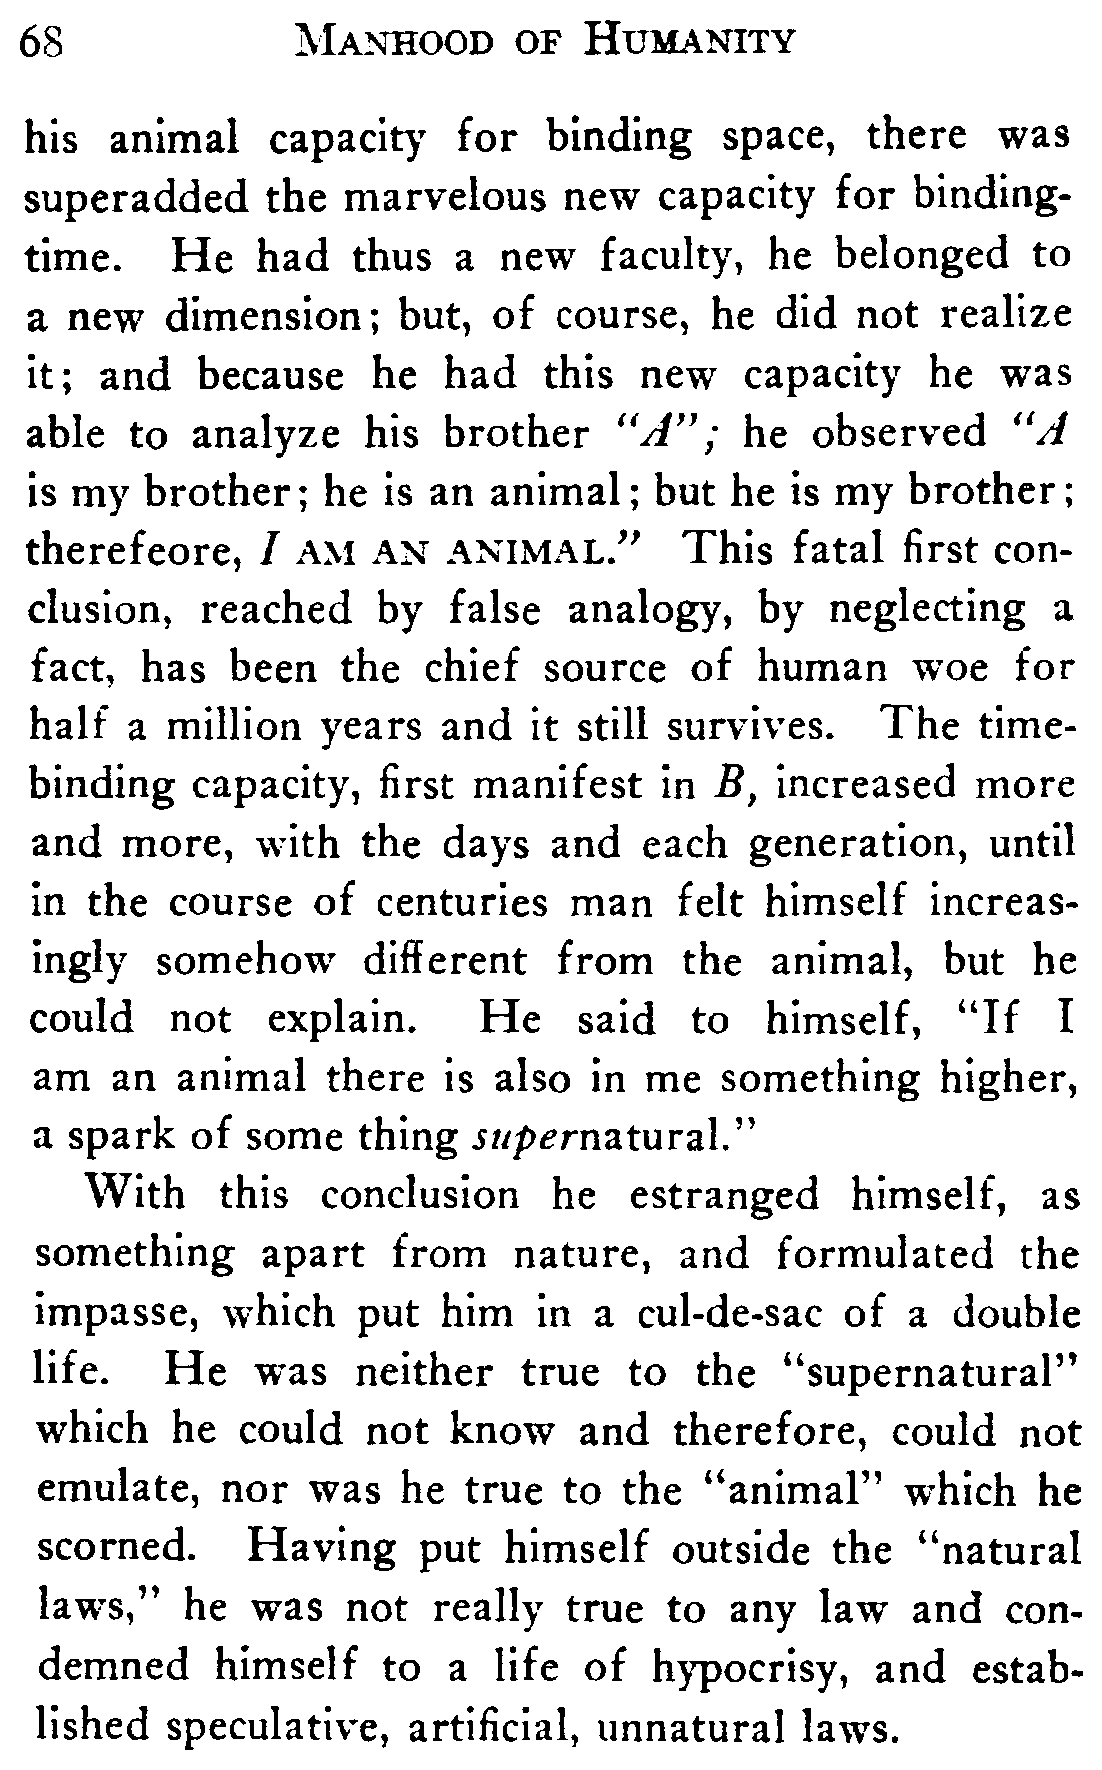 68 MANHOOD OF HUMANITY
his animal capacity for binding space, there was
superadded the marvelous new capacity for binding-
time. He had thus a new faculty, he belonged to
a new dimension; but, of course, he did not realize
it; and because he had this new capacity he was
able to analyze his brother “A”; he observed “A
is my brother; he is an animal; but he is my brother;
therefeore, I AM AN ANIMAL.” This fatal first con-
clusion, reached by false analogy, by neglecting a
fact, has been the chief source of human woe for
half a million years and it still survives. The time-
binding capacity, first manifest in B, increased more
and more, with the days and each generation, until
in the course of centuries man felt himself increas-
ingly somehow different from the animal, but he
could not explain. He said to himself, “If I
am an animal there is also in me something higher,
a spark of some thing supernatural.”
With this conclusion he estranged himself, as
something apart from nature, and formulated the
impasse, which put him in a cul-de-sac of a double
life. He was neither true to the “supernatural”
which he could not know and therefore, could not
emulate, nor was he true to the “animal” which he
scorned. Having put himself outside the “natural
laws,” he was not really true to any law and con-
demned himself to a life of hypocrisy, and estab-
lished speculative, artificial, unnatural laws.